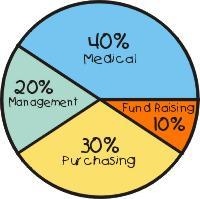 40%
Medical
20%
Management
Fund Raising
10%
30%
Purchasing